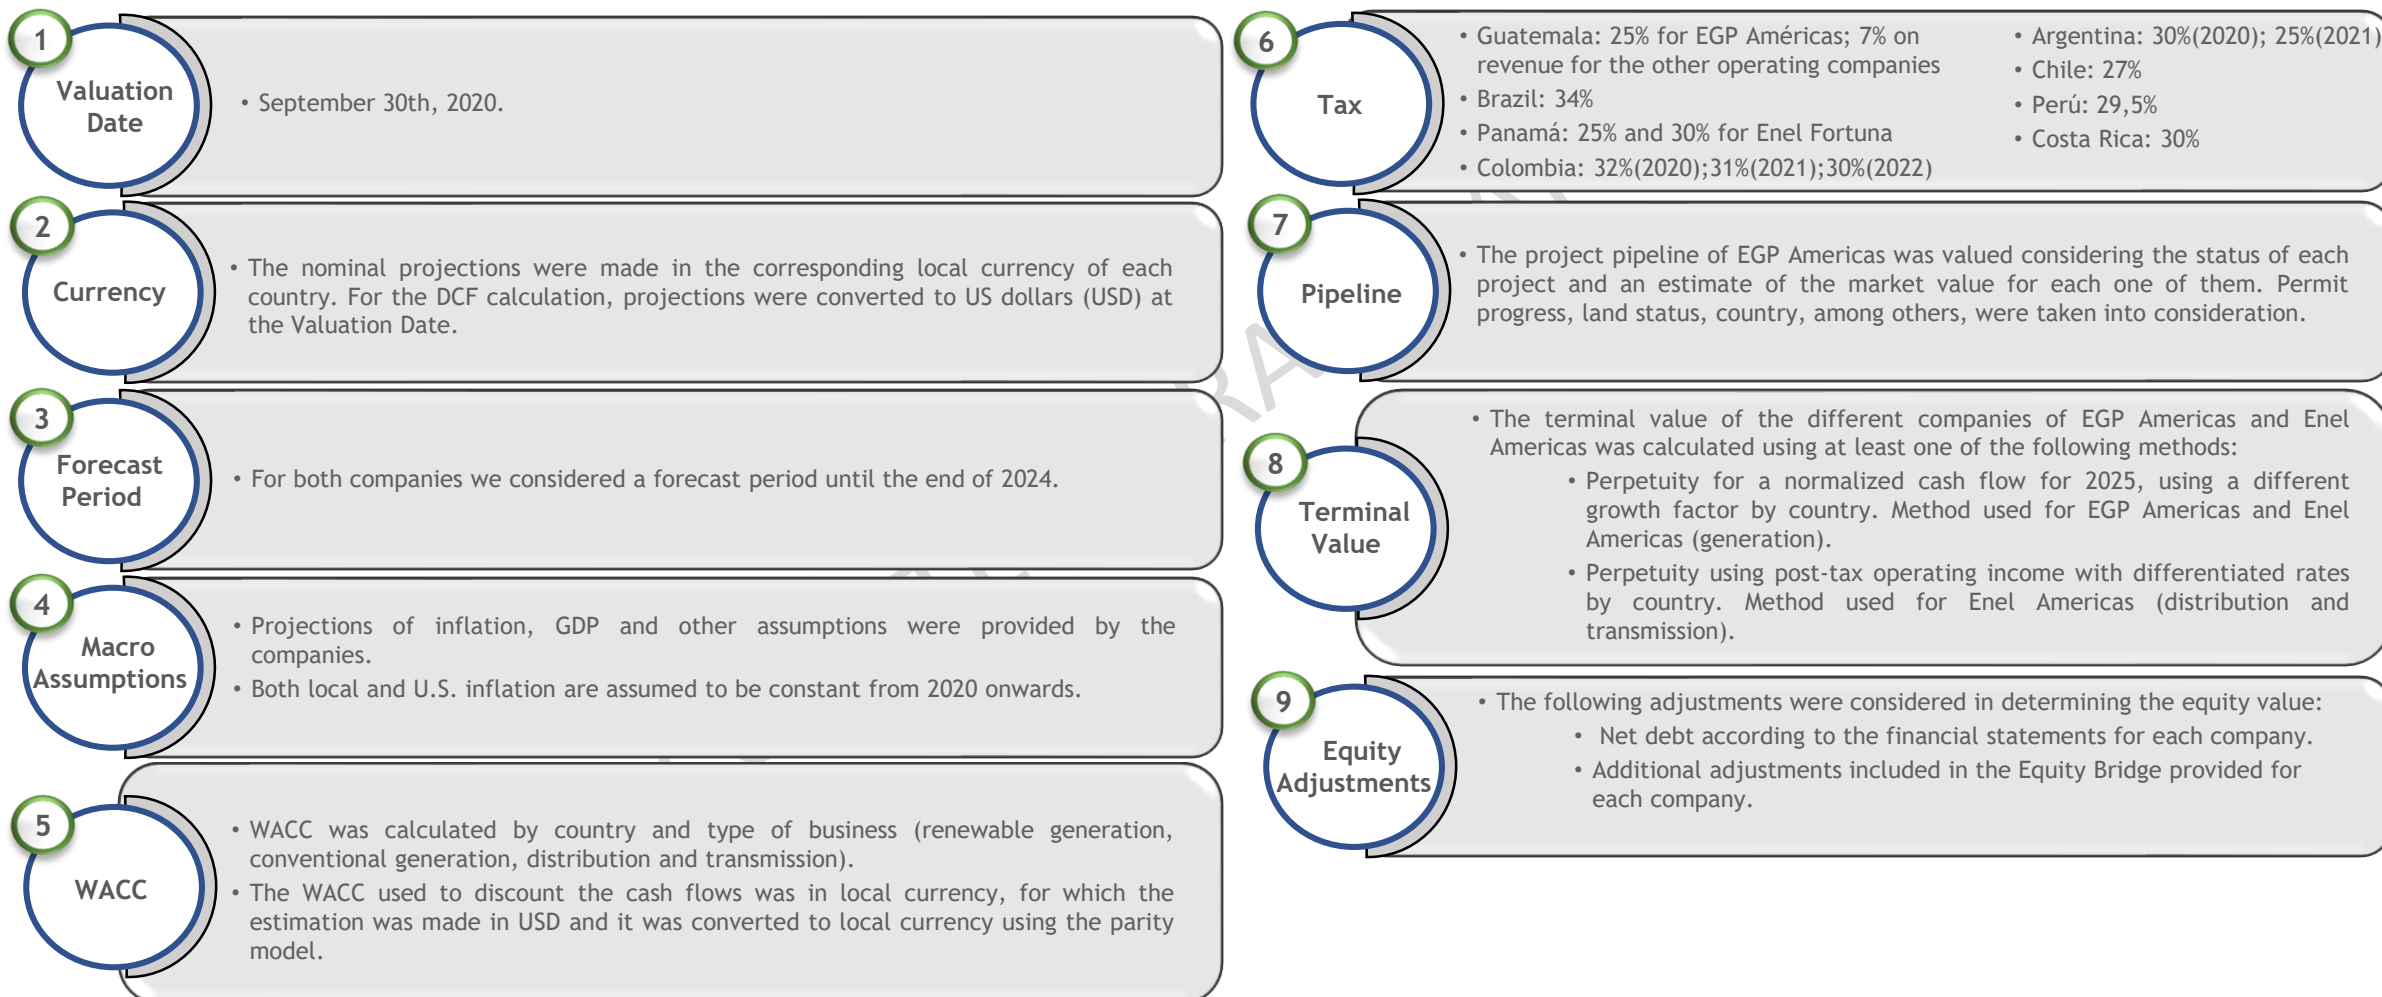 1
Valuation
Date
• September 30th, 2020.
2
Currency
• The nominal projections were made in the corresponding local currency of each
country. For the DCF calculation, projections were converted to US dollars (USD) at
the Valuation Date.
3
Forecast
Period
• For both companies we considered a forecast period until the end of 2024.
4
Macro
Assumptions
• Projections of inflation, GDP and other assumptions were provided by the
companies.
• Both local and U.S. inflation are assumed to be constant from 2020 onwards.
5
WACC
• WACC was calculated by country and type of business (renewable generation,
conventional generation, distribution and transmission).
• The WACC used to discount the cash flows was in local currency, for which the
estimation was made in USD and it was converted to local currency using the parity
model.
6
Tax
• Guatemala: 25% for EGP Américas; 7% on
revenue for the other operating companies
• Brazil: 34%
• Panamá: 25% and 30% for Enel Fortuna
• Colombia: 32%(2020);31%(2021);30%(2022)
• Argentina: 30%(2020); 25%(2021)
• Chile: 27%
• Perú: 29,5%
• Costa Rica: 30%
7
Pipeline
• The project pipeline of EGP Americas was valued considering the status of each
project and an estimate of the market value for each one of them. Permit
progress, land status, country, among others, were taken into consideration.
8
Terminal
Value
• The terminal value of the different companies of EGP Americas and Enel
Americas was calculated using at least one of the following methods:
• Perpetuity for a normalized cash flow for 2025, using a different
growth factor by country. Method used for EGP Americas and Enel
Americas (generation).
• Perpetuity using post-tax operating income with differentiated rates
by country. Method used for Enel Americas (distribution and
transmission).
9
Equity
Adjustments
• The following adjustments were considered in determining the equity value:
• Net debt according to the financial statements for each company.
• Additional adjustments included in the Equity Bridge provided for
each company.